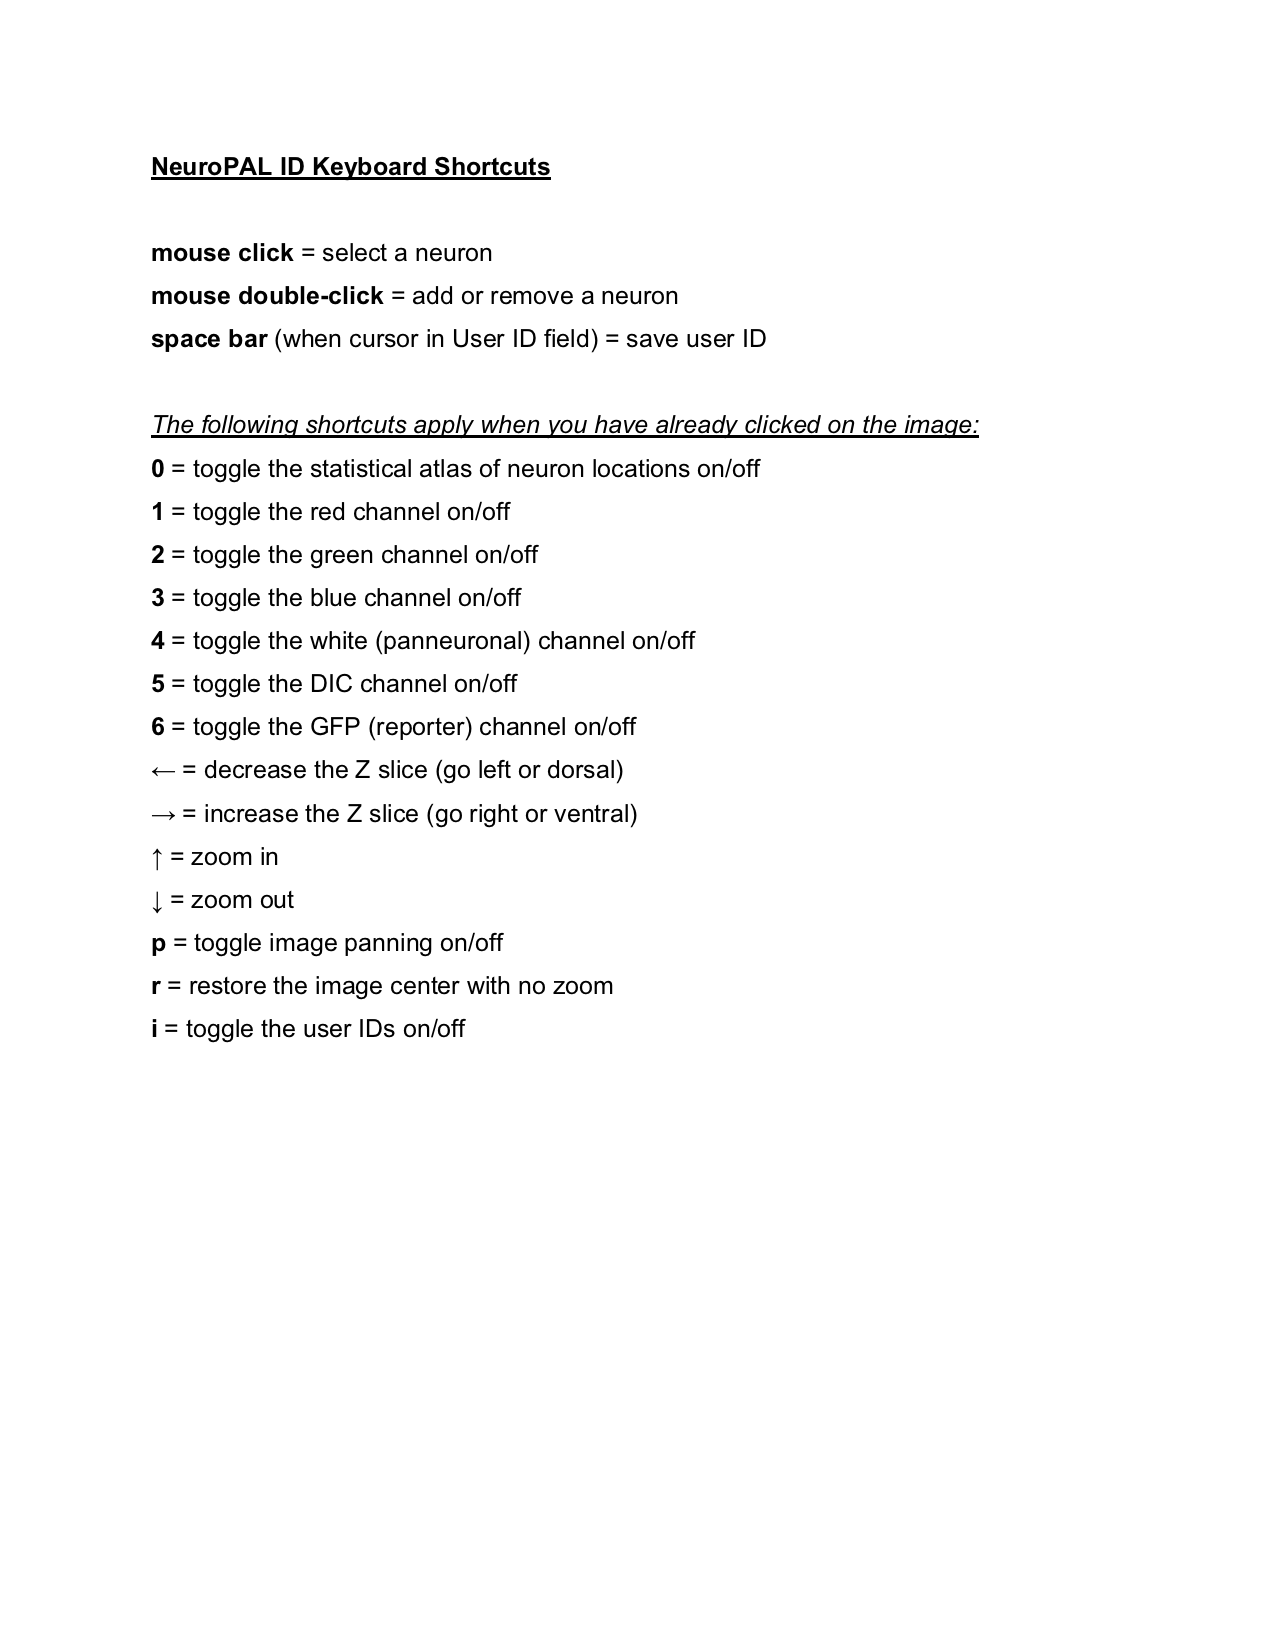 NeuroPAL ID Keyboard Shortcuts
mouse click = select a neuron
mouse double-click = add or remove a neuron
space bar (when cursor in User ID field) = save user ID
The following shortcuts apply when you have already clicked on the image:
0 = toggle the statistical atlas of neuron locations on/off
1 = toggle the red channel on/off
2 = toggle the green channel on/off
3 = toggle the blue channel on/off
4 = toggle the white (panneuronal) channel on/off
5 = toggle the DIC channel on/off
6 = toggle the GFP (reporter) channel on/off
← = decrease the Z slice (go left or dorsal)
→ = increase the Z slice (go right or ventral)
↑ = zoom in
↓ = zoom out
p = toggle image panning on/off
r = restore the image center with no zoom
i = toggle the user IDs on/off